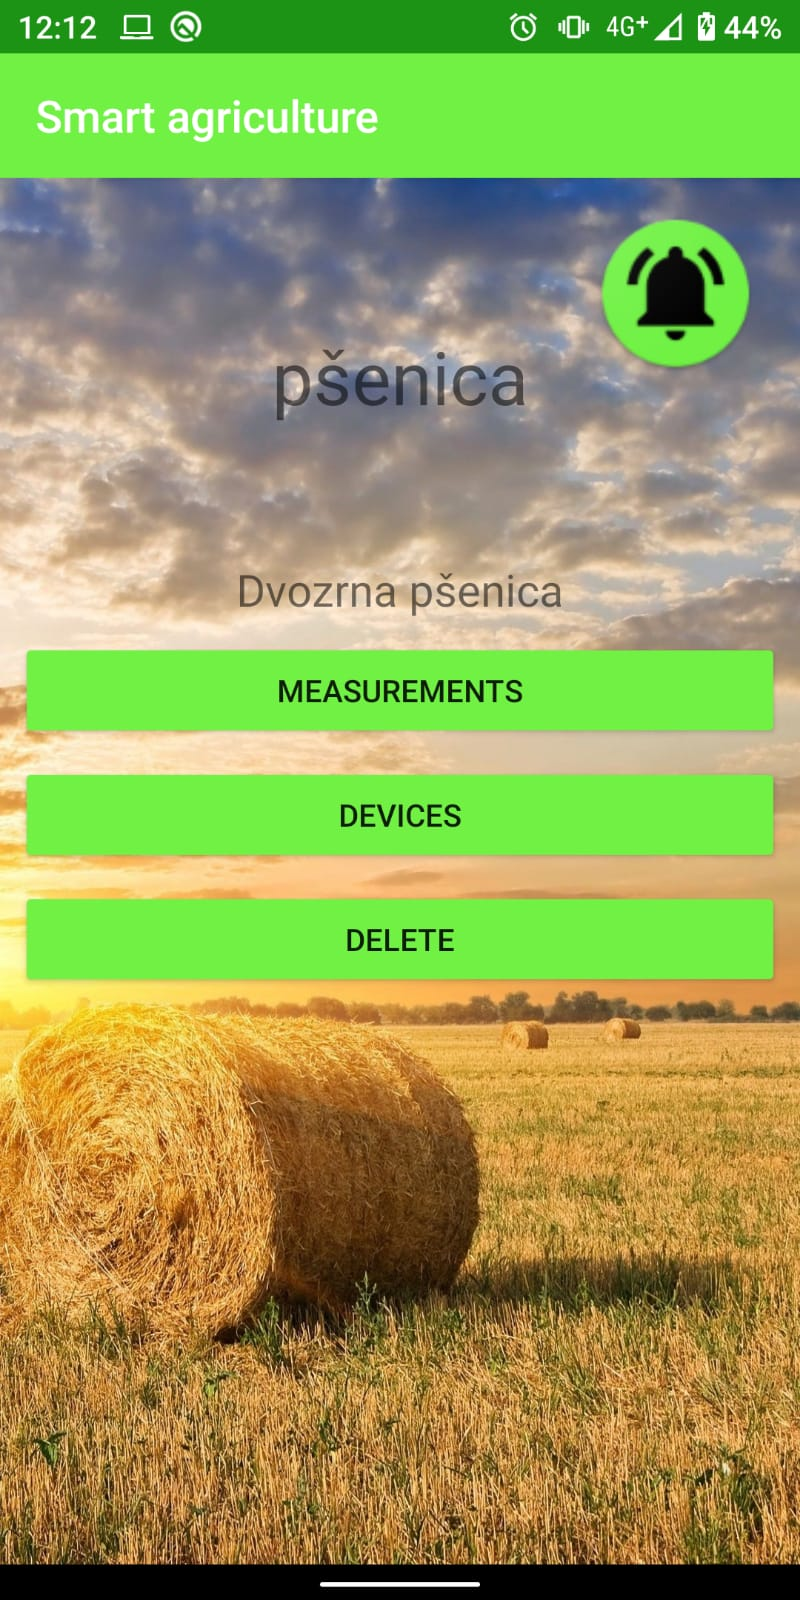 12:12 4G+ 44%
Smart agriculture
pšenica
Dvozrna pšenica
MEASUREMENTS
DEVICES
DELETE